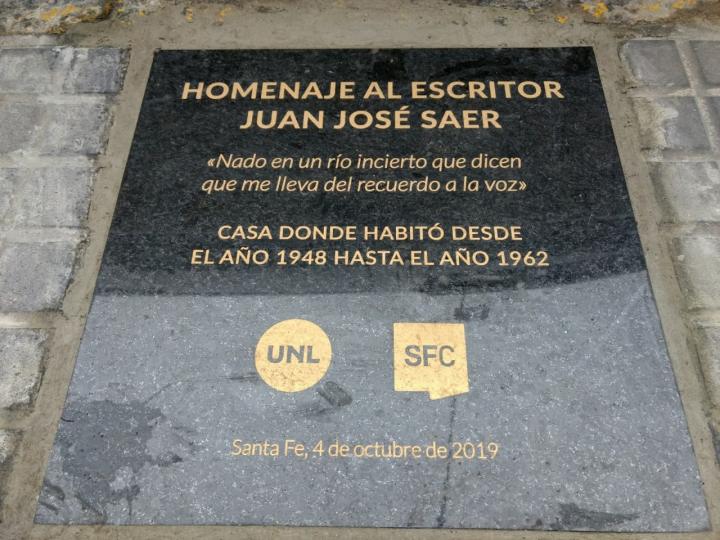 HOMENAJE AL ESCRITOR
JUAN JOSÉ SAER
«Nado en un río incierto que dicen
que me lleva del recuerdo a la voz»
CASA DONDE HABITÓ DESDE
EL AÑO 1948 HASTA EL AÑO 1962
UNL SFC
Santa Fe, 4 de octubre de 2019